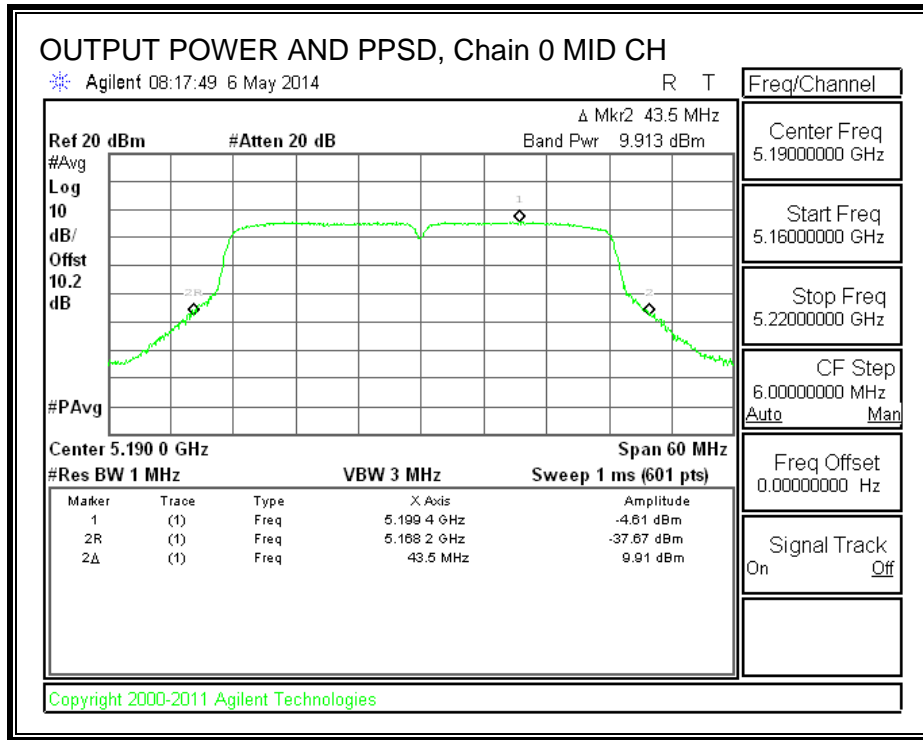 OUTPUT POWER AND PPSD, Chain 0 MID CH
Agilent 08:17:49 6 May 2014 R T
Freq/Channel
Δ Mkr2 43.5 MHz
Ref 20 dBm #Atten 20 dB Band Pwr 9.913 dBm
#Avg
Log
10
dB/
Offst
10.2
dB
#PAvg
1
2R
2
Center 5.190 0 GHz Span 60 MHz
#Res BW 1 MHz VBW 3 MHz Sweep 1 ms (601 pts)
Marker Trace Type X Axis Amplitude
1 (1) Freq 5.199 4 GHz -4.61 dBm
2R (1) Freq 5.168 2 GHz -37.67 dBm
2Δ (1) Freq 43.5 MHz 9.91 dBm
Center Freq
5.19000000 GHz
Start Freq
5.16000000 GHz
Stop Freq
5.22000000 GHz
CF Step
6.00000000 MHz
Auto Man
Freq Offset
0.00000000 Hz
Signal Track
On Off
Copyright 2000-2011 Agilent Technologies